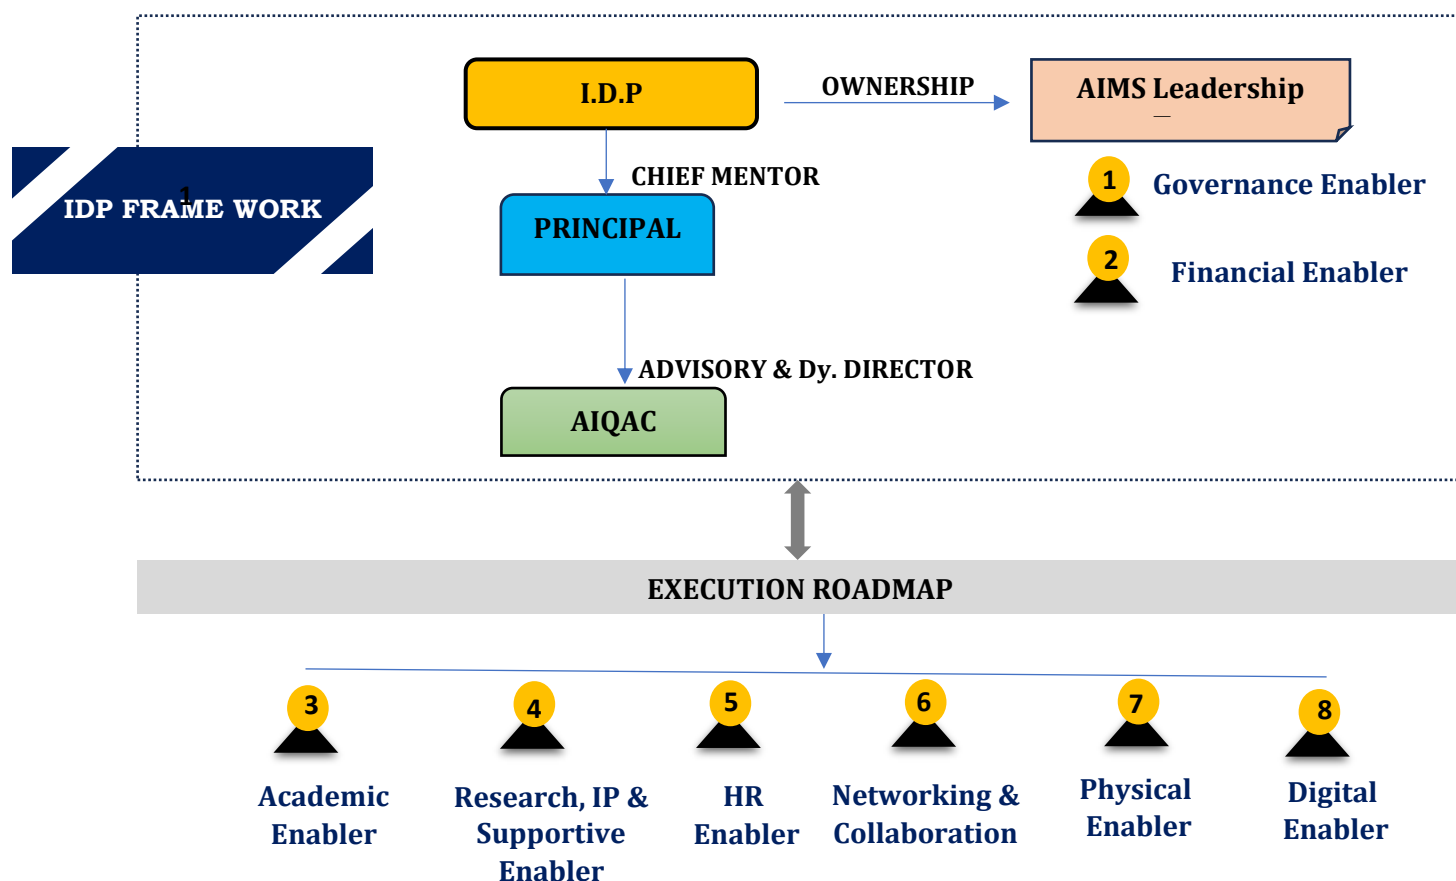 I.D.P
OWNERSHIP
AIMS Leadership
CHIEF MENTOR
1
Governance Enabler
1
IDP FRAME WORK
PRINCIPAL
2
Financial Enabler
ADVISORY & Dy. DIRECTOR
AIQAC
EXECUTION ROADMAP
3
4
5
6
7
8
Academic
Enabler
Research, IP &
Supportive
Enabler
HR
Enabler
Networking &
Collaboration
Physical
Enabler
Digital
Enabler